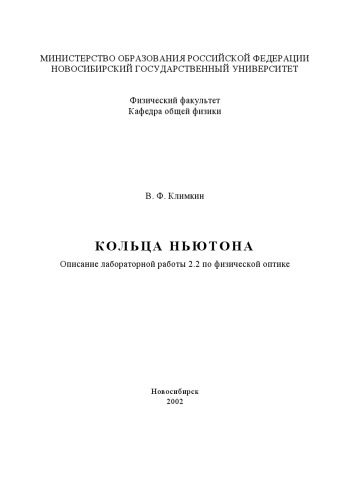 МИНИСТЕРСТВО ОБРАЗОВАНИЯ РОССИЙСКОЙ ФЕДЕРАЦИИ
НОВОСИБИРСКИЙ ГОСУДАРСТВЕННЫЙ УНИВЕРСИТЕТ
Физический факультет
Кафедра общей физики
В. Ф. Климкин
КОЛЬЦА НЬЮТОНА
Описание лабораторной работы 2.2 по физической оптике
Новосибирск
2002